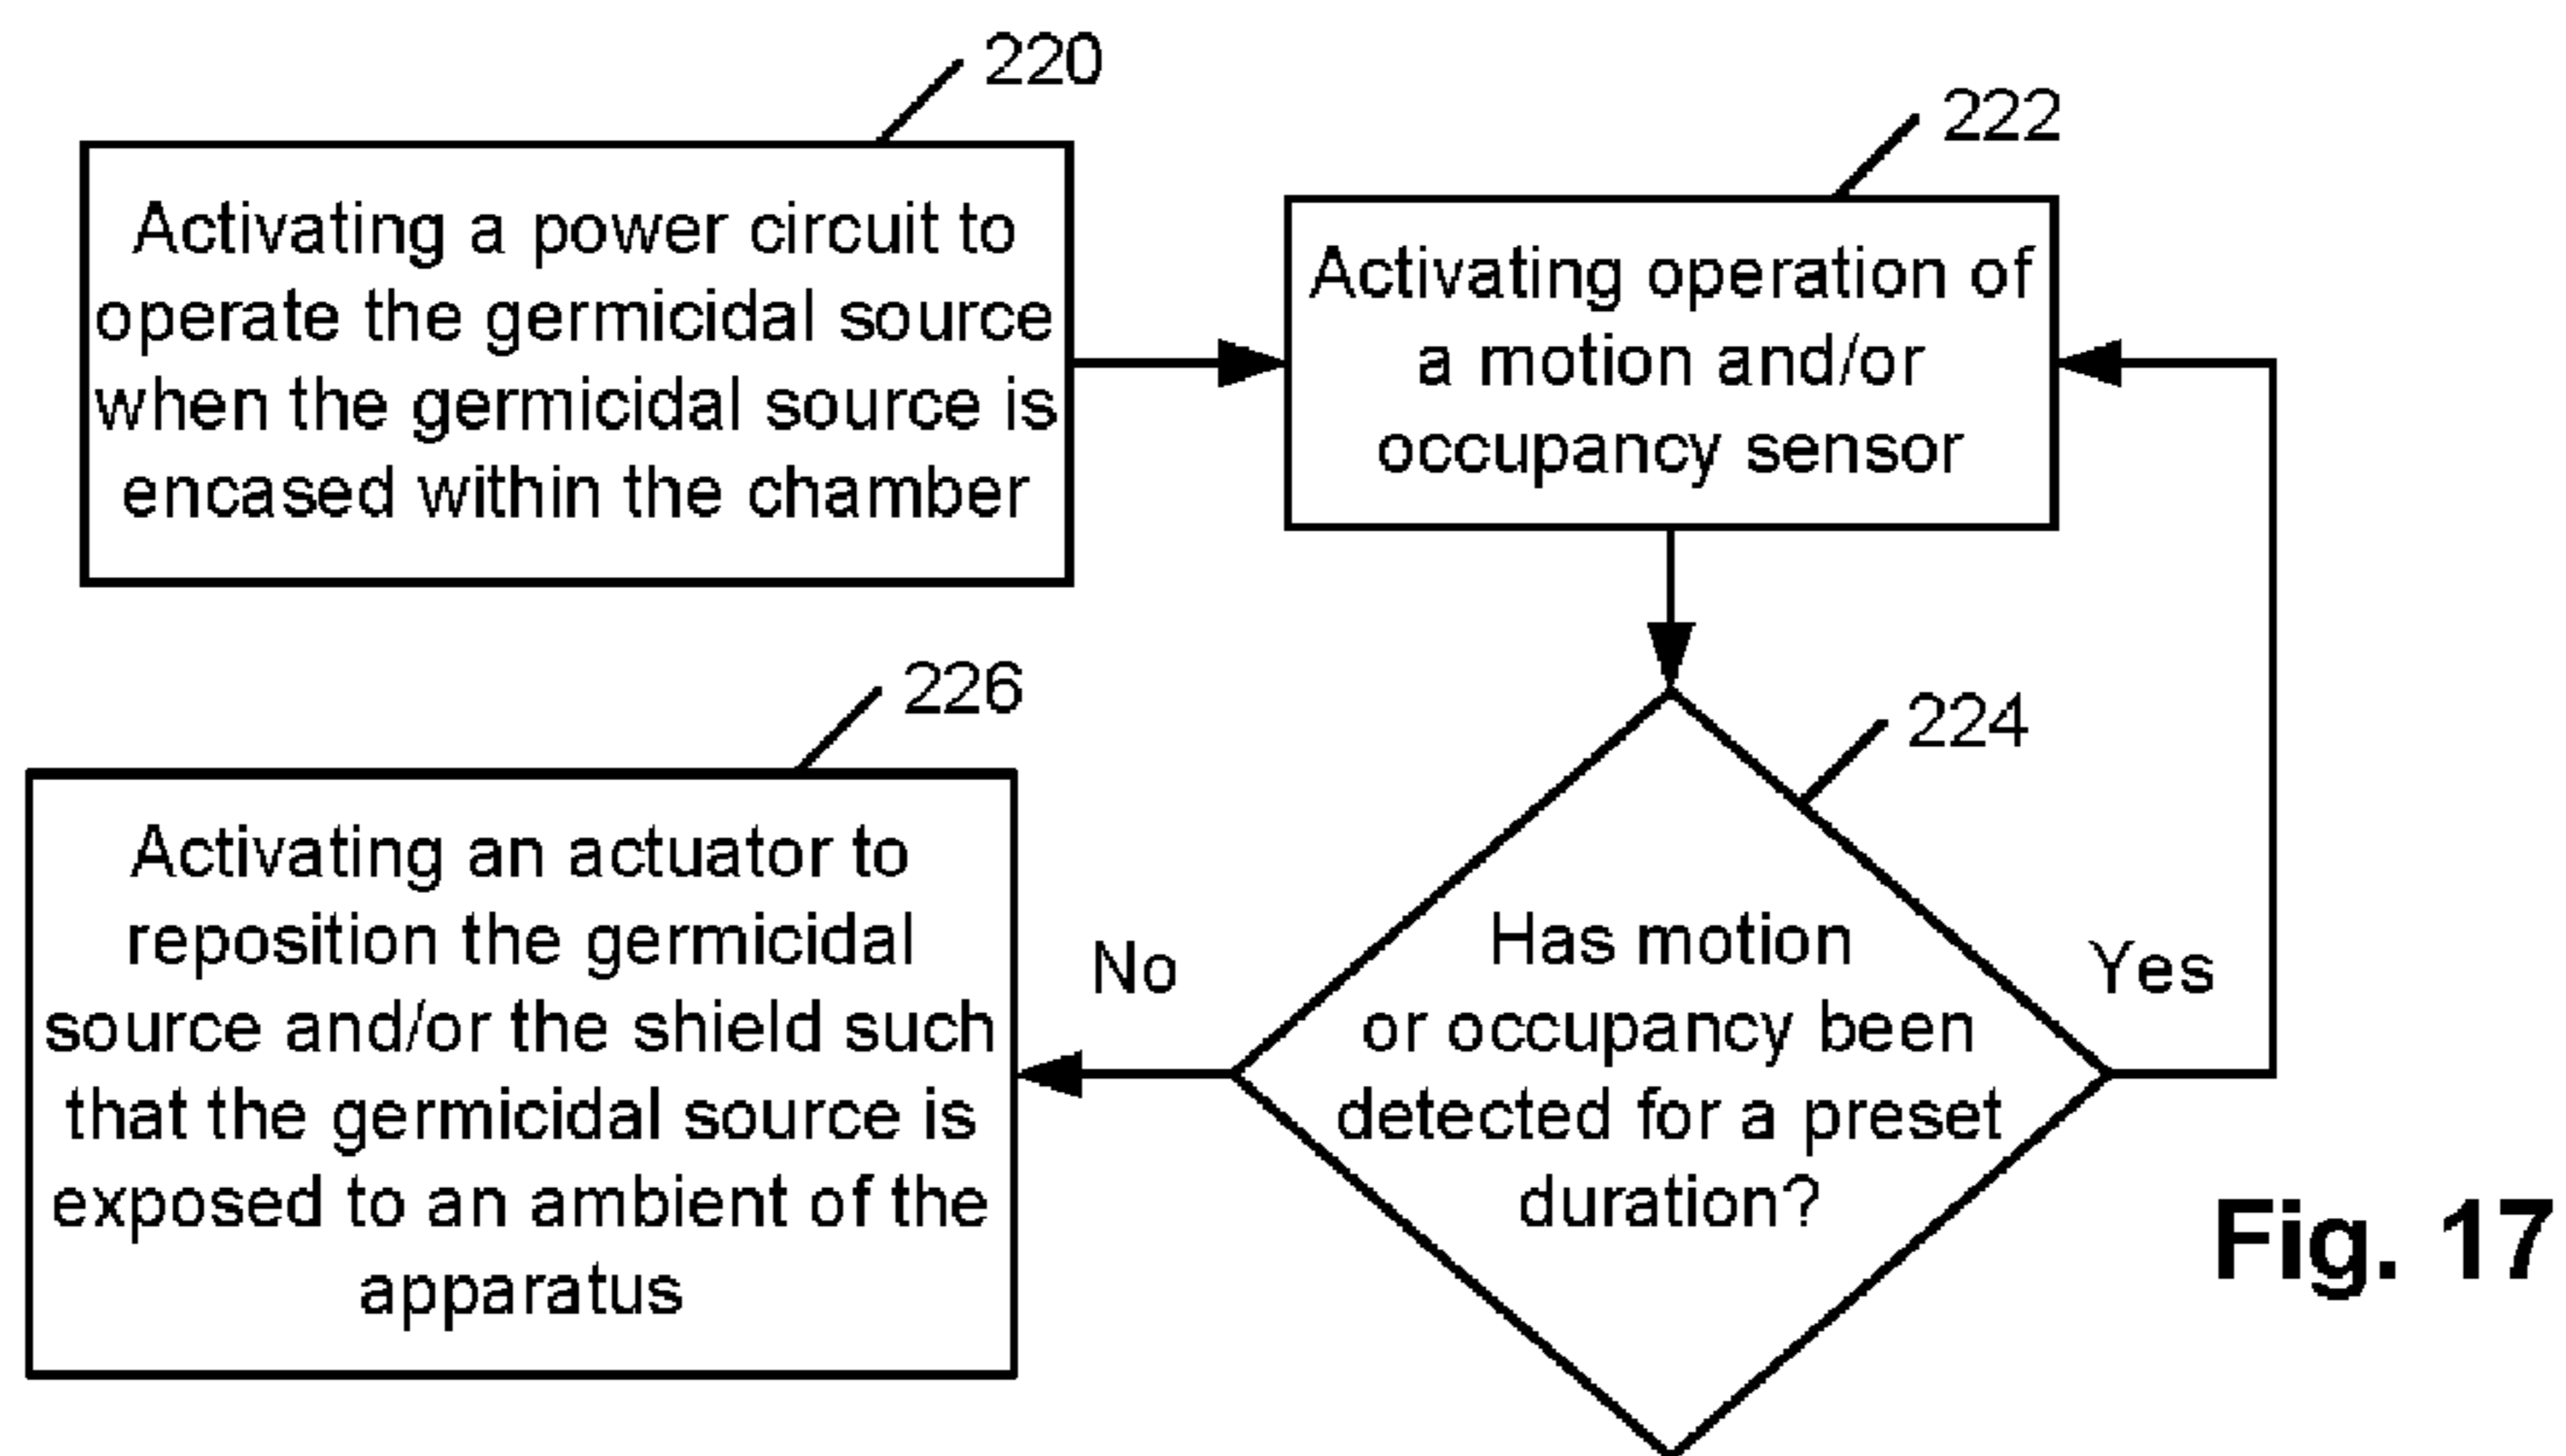 220
Activating a power circuit to
operate the germicidal source
when the germicidal source is
encased within the chamber
222
Activating operation of
a motion and/or
occupancy sensor
224
Has motion
or occupancy been
detected for a preset
duration?
Yes
No
226
Activating an actuator to
reposition the germicidal
source and/or the shield such
that the germicidal source is
exposed to an ambient of the
apparatus
Fig. 17